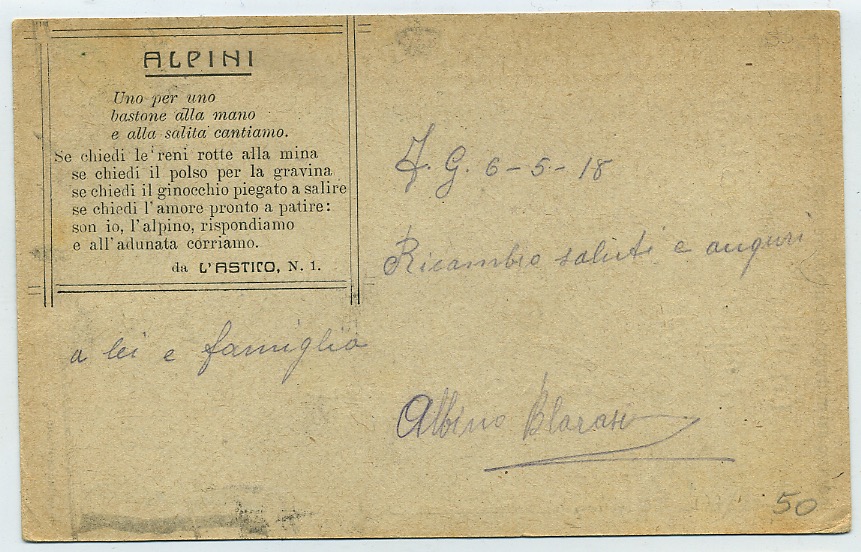 ALPINI
Uno per uno
bastone alla mano
e alla salita cantiamo.
Se chiedi le reni rotte alla mina
se chiedi il polso per la gravina
se chiedi il ginocchio piegato a salire
se chiedi l'amore pronto a patire:
son io, l'alpino, rispondiamo
e all'adunata corriamo.
da L'ASTICO, N. 1.
G. 6-5-18
Ricambio saluti e auguri
a lei e famiglia
Albino
50